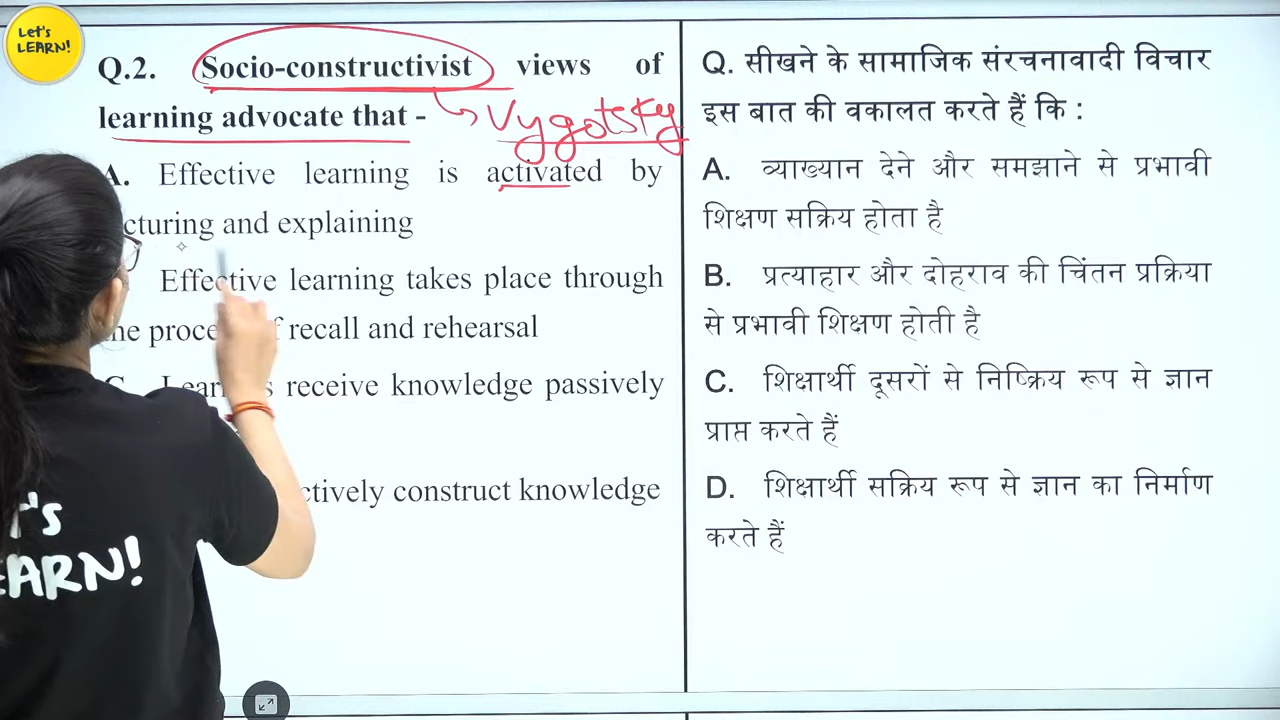 Let's
LEARN!
Q.2. Socio-constructivist views of
learning advocate that -
Vygotsky
A. Effective learning is activated by
cturing and explaining
Effective learning takes place through
he recall and rehearsal
receive knowledge passively
ctively construct knowledge
Q. सीखने के सामाजिक संरचनावादी विचार
इस बात की वकालत करते हैं कि :
A. व्याख्यान देने और समझाने से प्रभावी
शिक्षण सक्रिय होता है
B. प्रत्याहार और दोहराव की चिंतन प्रक्रिया
से प्रभावी शिक्षण होती है
C. शिक्षार्थी दूसरों से निष्क्रिय रूप से ज्ञान
प्राप्त करते हैं
D. शिक्षार्थी सक्रिय रूप से ज्ञान का निर्माण
करते हैं
LEARN!